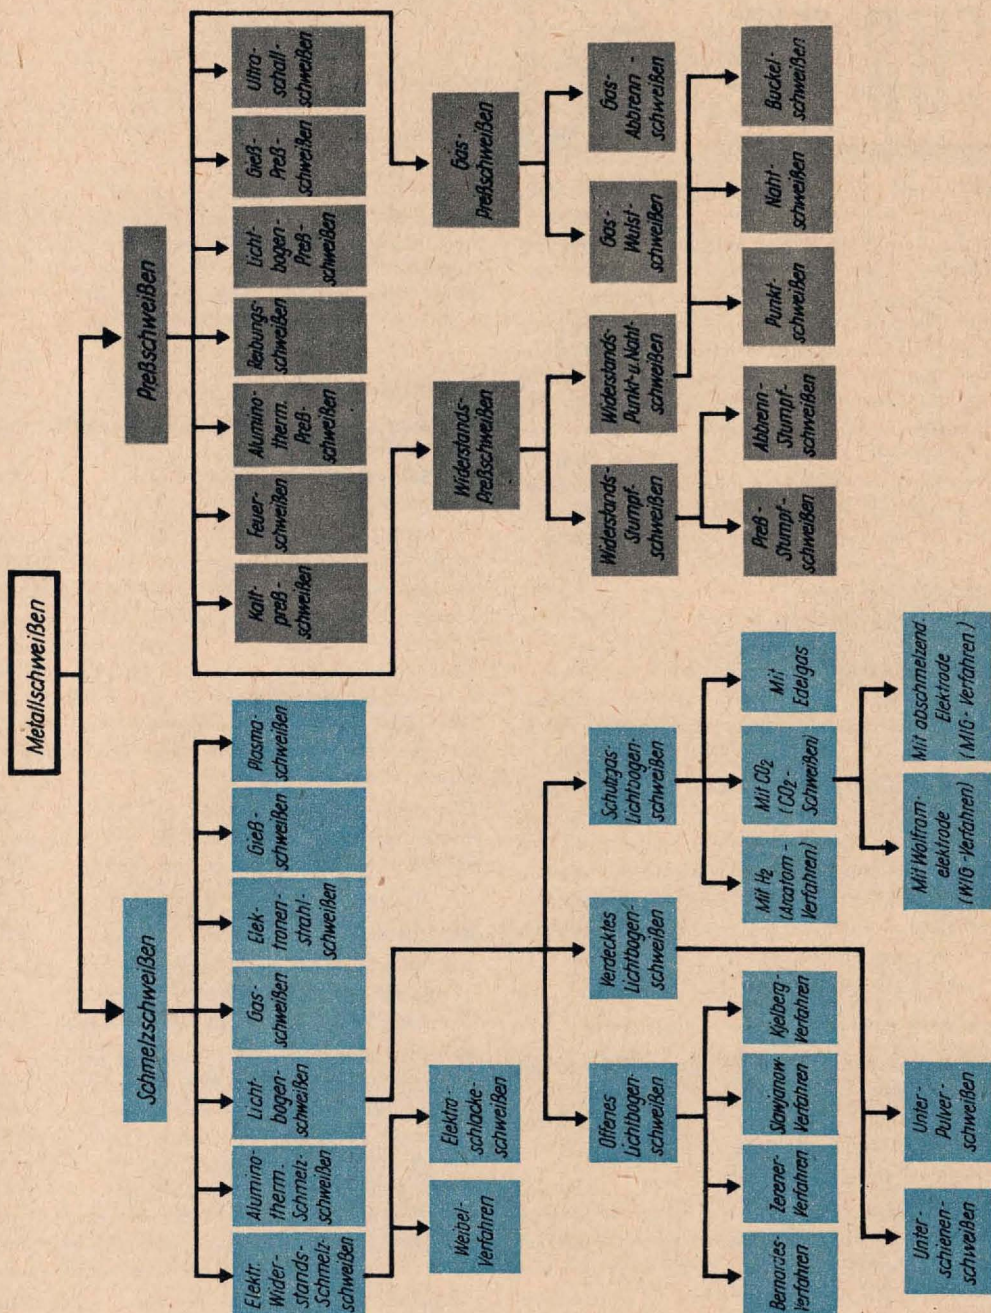 Metallschweißen
Schmelzschweißen
Preßschweißen
Elektr.
Wider-
stands-
Schmelz-
schweißen
Alumino-
therm.
Schmelz-
schweißen
Licht-
bogen-
schweißen
Gas-
schweißen
Elek-
tronen-
strahl-
schweißen
Gieß-
schweißen
Plasma-
schweißen
Kalt-
preß
schweißen
Feuer-
schweißen
Alumino-
therm.
Preß-
schweißen
Reibungs-
schweißen
Licht-
bogen-
Preß-
schweißen
Gieß-
Preß-
schweißen
Ultra
schall-
schweißen
Weibel-
Verfahren
Elektro-
schlacke-
schweißen
Widerstands-
Preßschweißen
Gas-
Preßschweißen
Offenes
Lichtbogen-
schweißen
Verdecktes
Lichtbogen-
schweißen
Schutzgas-
Lichtbogen-
schweißen
Widerstands-
Stumpf-
schweißen
Widerstands-
Punkt-u.Naht-
schweißen
Gas-
Wulst-
schweißen
Gas-
Abbrenn-
schweißen
Bernardes-
Verfahren
Zerener-
Verfahren
Slawjanow-
Verfahren
Kjelberg-
Verfahren
Mit H2
(Arcatom-
Verfahren)
Mit CO2
(CO2-
Schweißen)
Mit
Edelgas
Preß-
Stumpf-
schweißen
Abbrenn-
Stumpf-
schweißen
Punkt-
schweißen
Naht-
schweißen
Buckel-
schweißen
Unter-
schienen-
schweißen
Unter-
Pulver-
schweißen
Mit Wolfram-
elektrode
(WIG-Verfahren)
Mit abschmelzend.
Elektrode
(MIG-Verfahren)